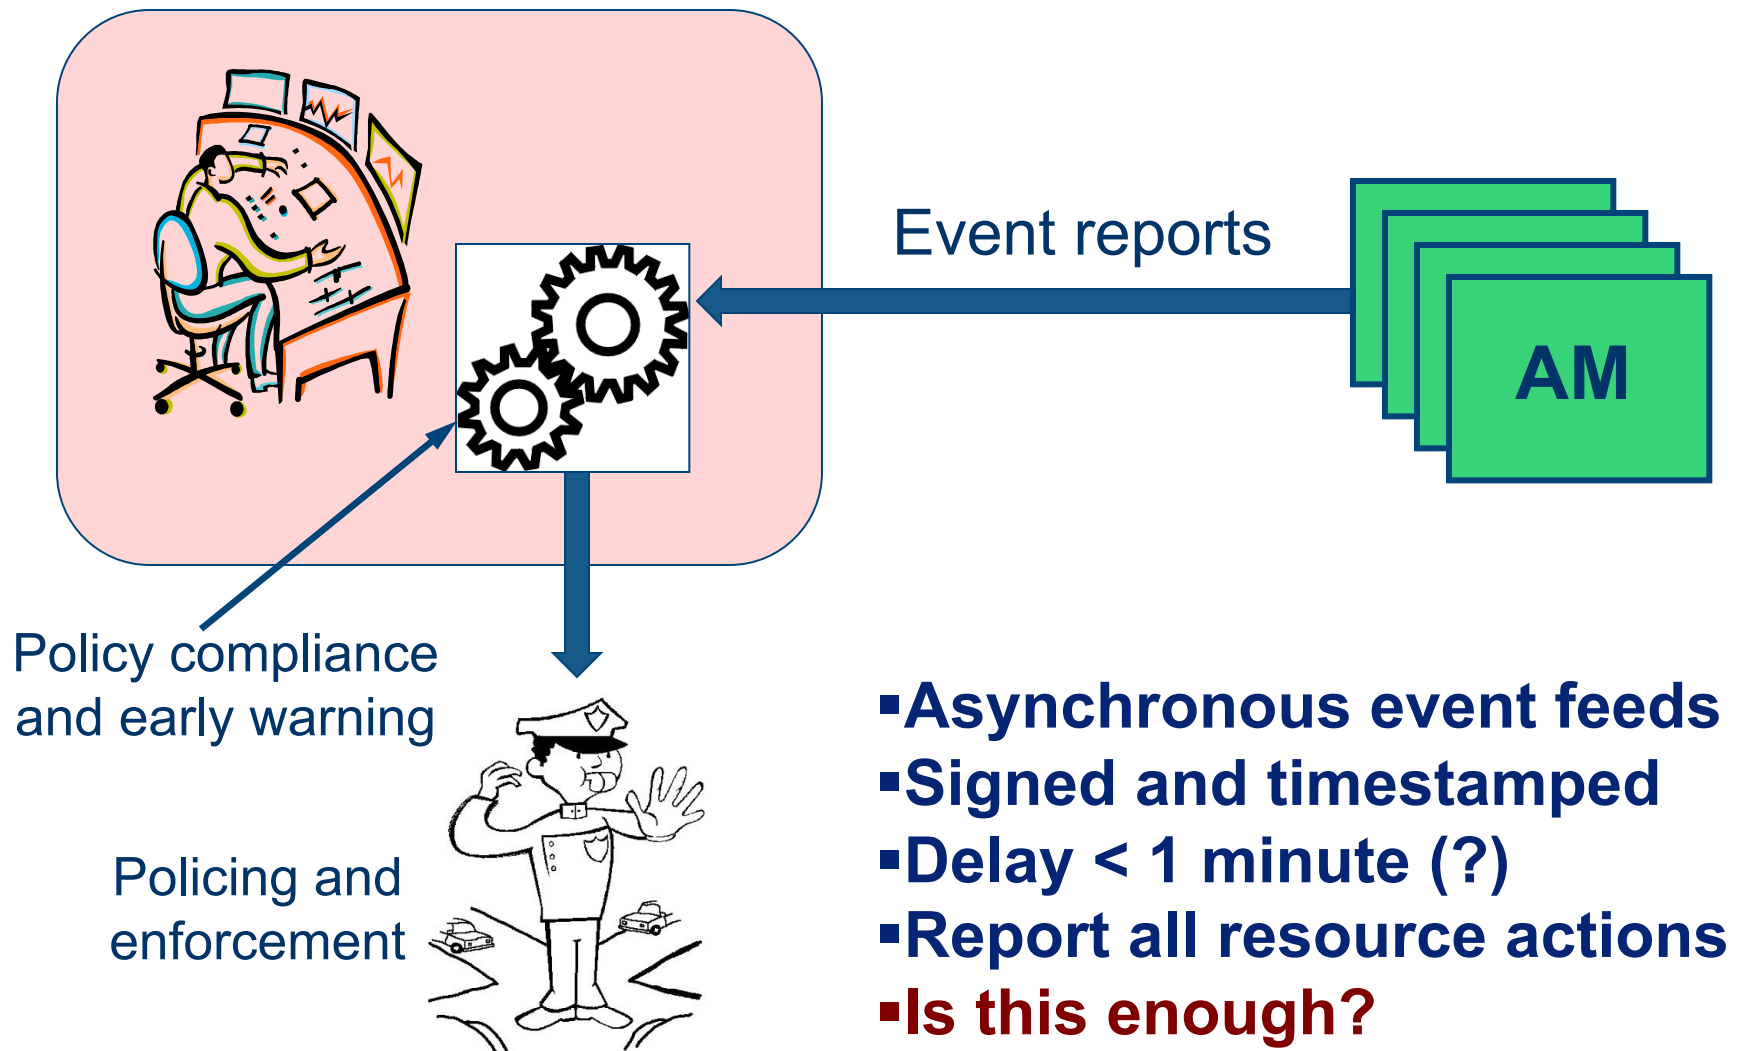 Event reports
AM
Policy compliance
and early warning
Policing and
enforcement
▪Asynchronous event feeds
▪Signed and timestamped
▪Delay < 1 minute (?)
▪Report all resource actions
▪Is this enough?